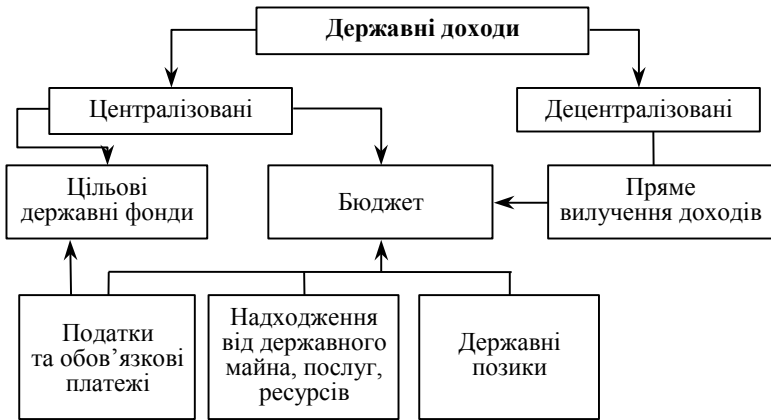 Державні доходи
Централізовані
Децентралізовані
Цільові
державні фонди
Бюджет
Пряме
вилучення доходів
Податки
та обов’язкові
платежі
Надходження
від державного
майна, послуг,
ресурсів
Державні
позики